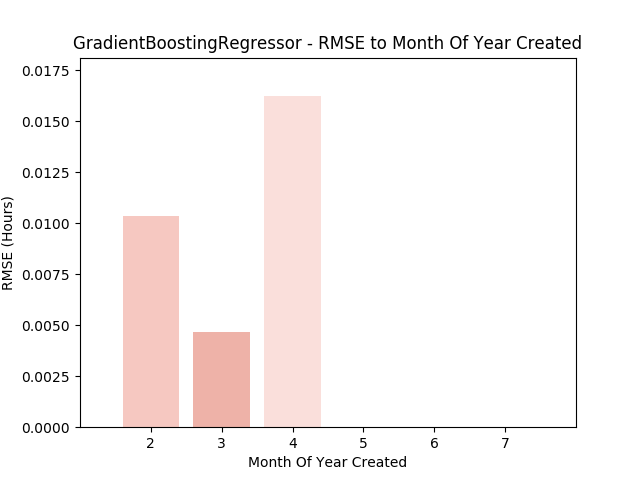 GradientBoostingRegressor - RMSE to Month Of Year Created
RMSE (Hours)
0.0175
0.0150
0.0125
0.0100
0.0075
0.0050
0.0025
0.0000
2 3 4 5 6 7
Month Of Year Created